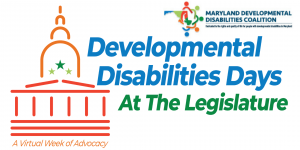 MARYLAND DEVELOPMENTAL
DISABILITIES COALITION
Developmental
Disabilities Days
At The Legislature
A Virtual Week of Advocacy